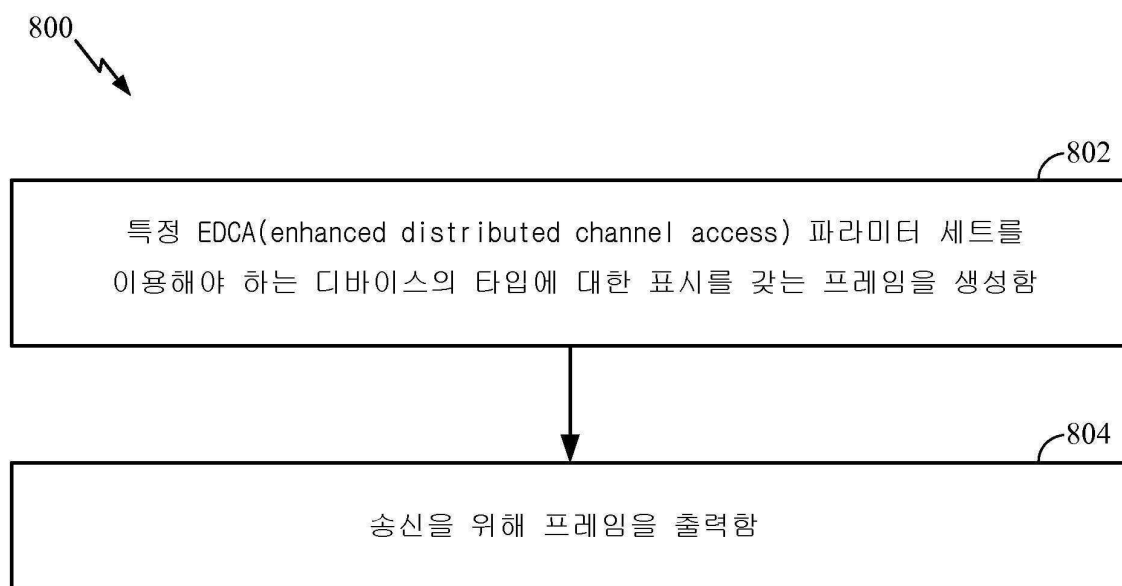 800
802
특정 EDCA(enhanced distributed channel access) 파라미터 세트를
이용해야 하는 디바이스의 타입에 대한 표시를 갖는 프레임을 생성함
804
송신을 위해 프레임을 출력함